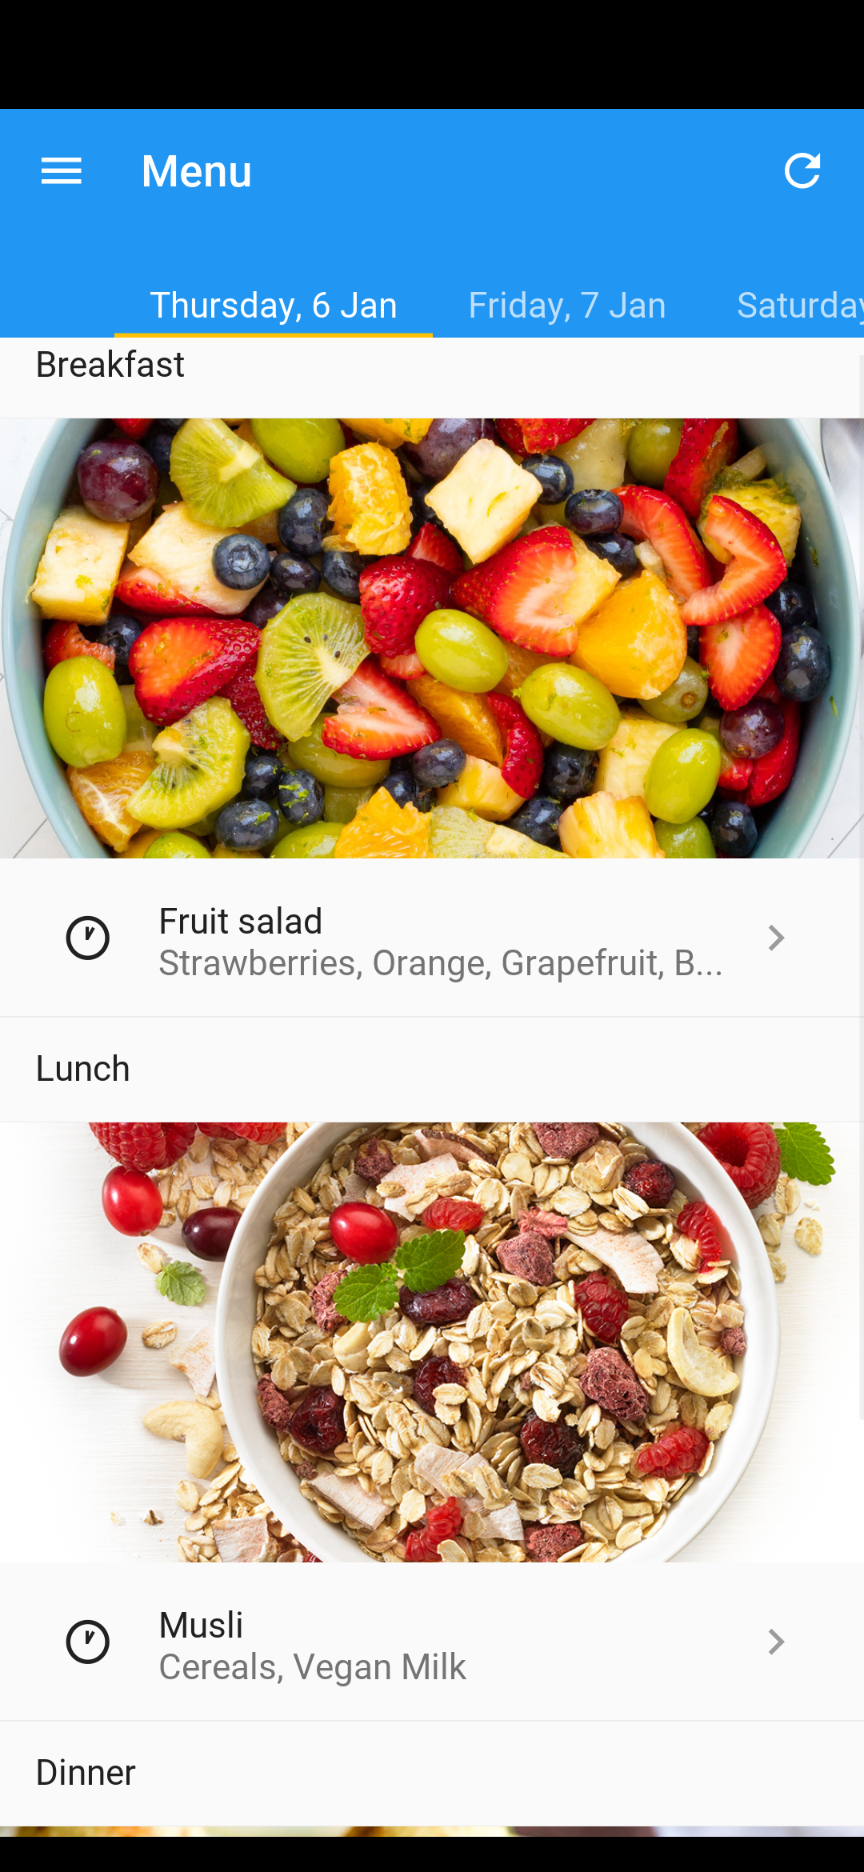 Menu
Thursday, 6 Jan
Friday, 7 Jan
Saturday
Breakfast
Fruit salad
Strawberries, Orange, Grapefruit, B...
Lunch
Musli
Cereals, Vegan Milk
Dinner